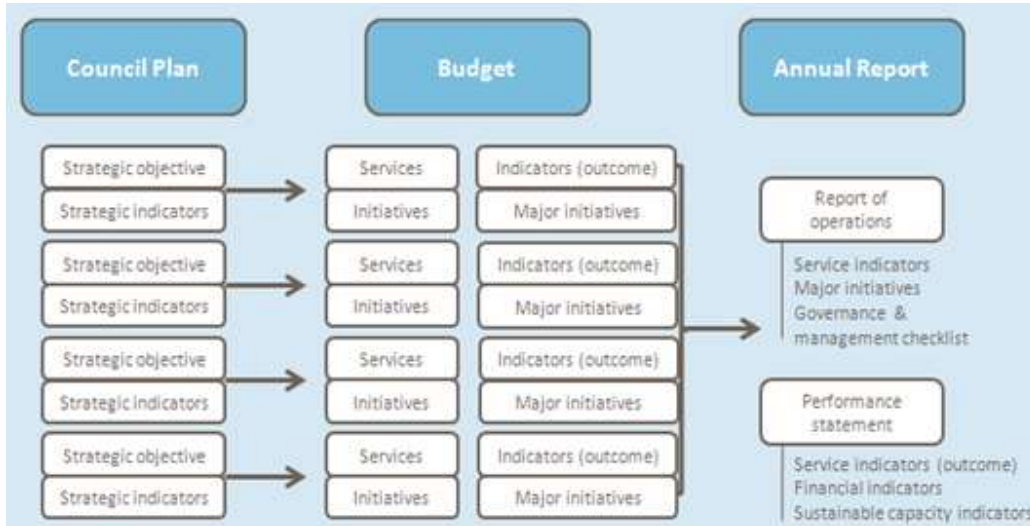 Council Plan
Budget
Annual Report
Strategic objective
Strategic indicators
Services
Initiatives
Indicators (outcome)
Major initiatives
Strategic objective
Strategic indicators
Services
Initiatives
Indicators (outcome)
Major initiatives
Strategic objective
Strategic indicators
Services
Initiatives
Indicators (outcome)
Major initiatives
Strategic objective
Strategic indicators
Services
Initiatives
Indicators (outcome)
Major initiatives
Report of
operations
Service indicators
Major initiatives
Governance &
management checklist
Performance
statement
Service indicators (outcome)
Financial indicators
Sustainable capacity indicators